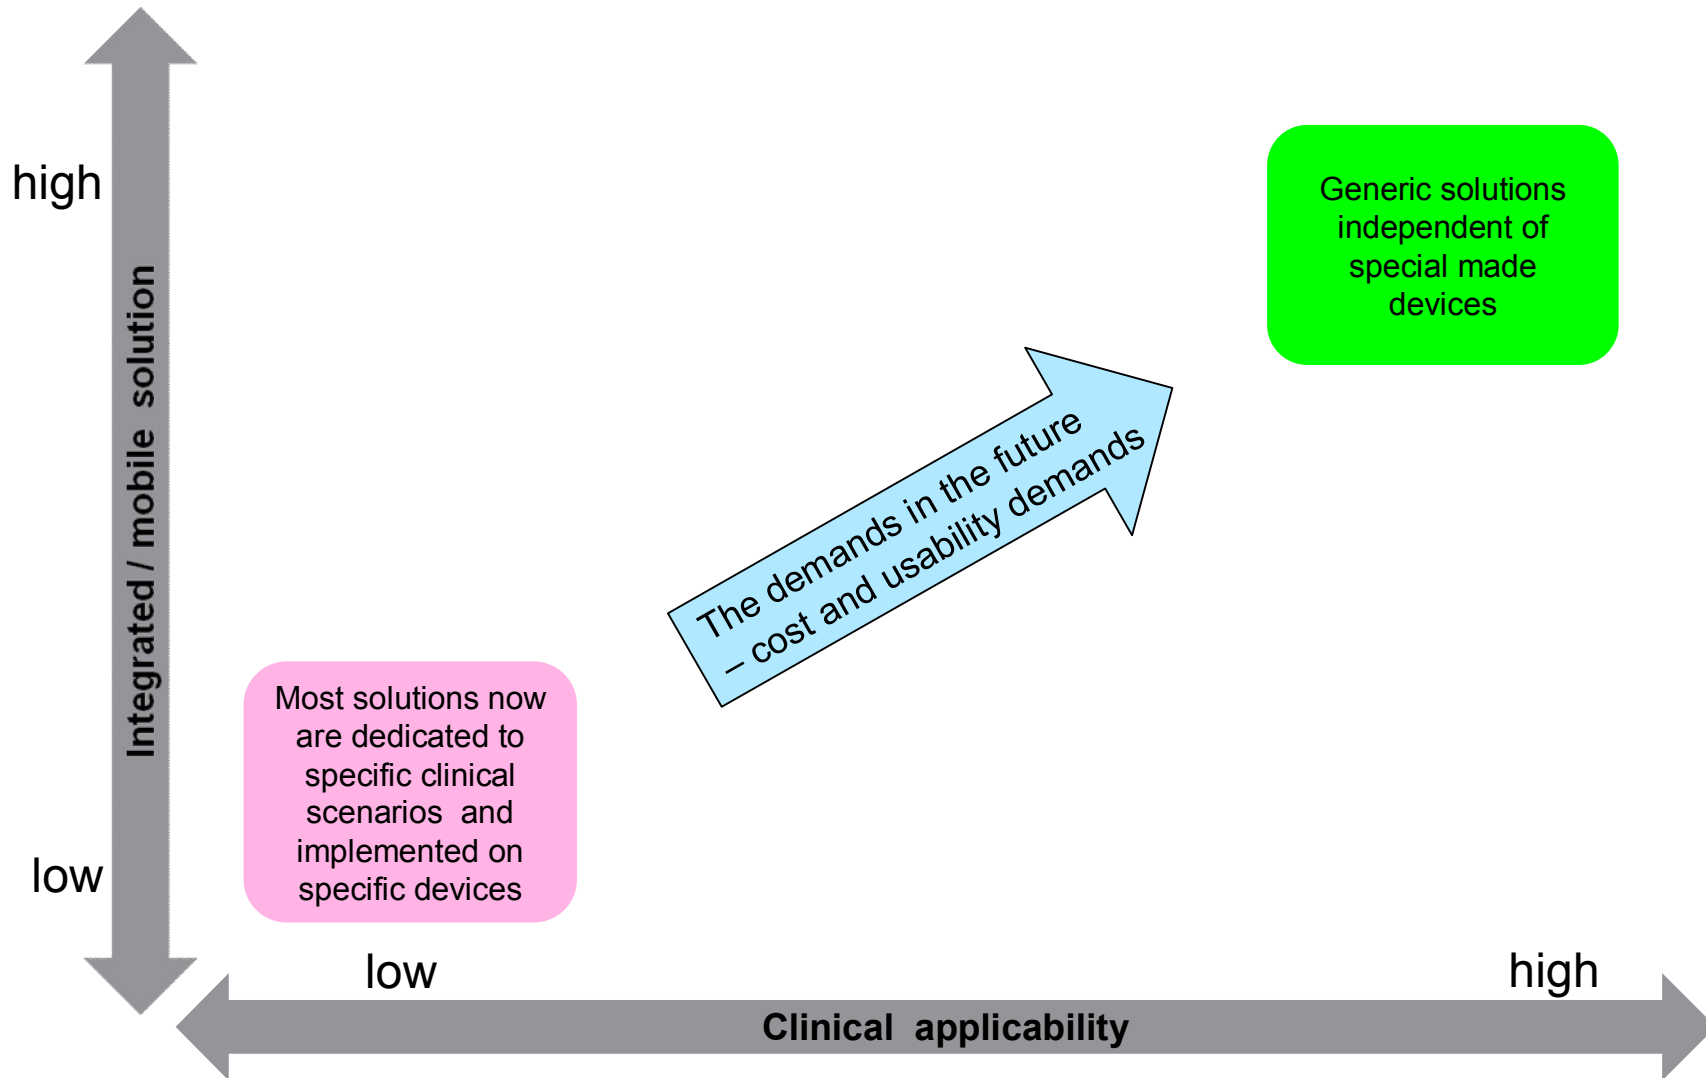 high
Generic solutions
independent of
special made
devices
Integrated / mobile solution
The demands in the future
– cost and usability demands
Most solutions now
are dedicated to
specific clinical
scenarios and
implemented on
specific devices
low
low
high
Clinical applicability